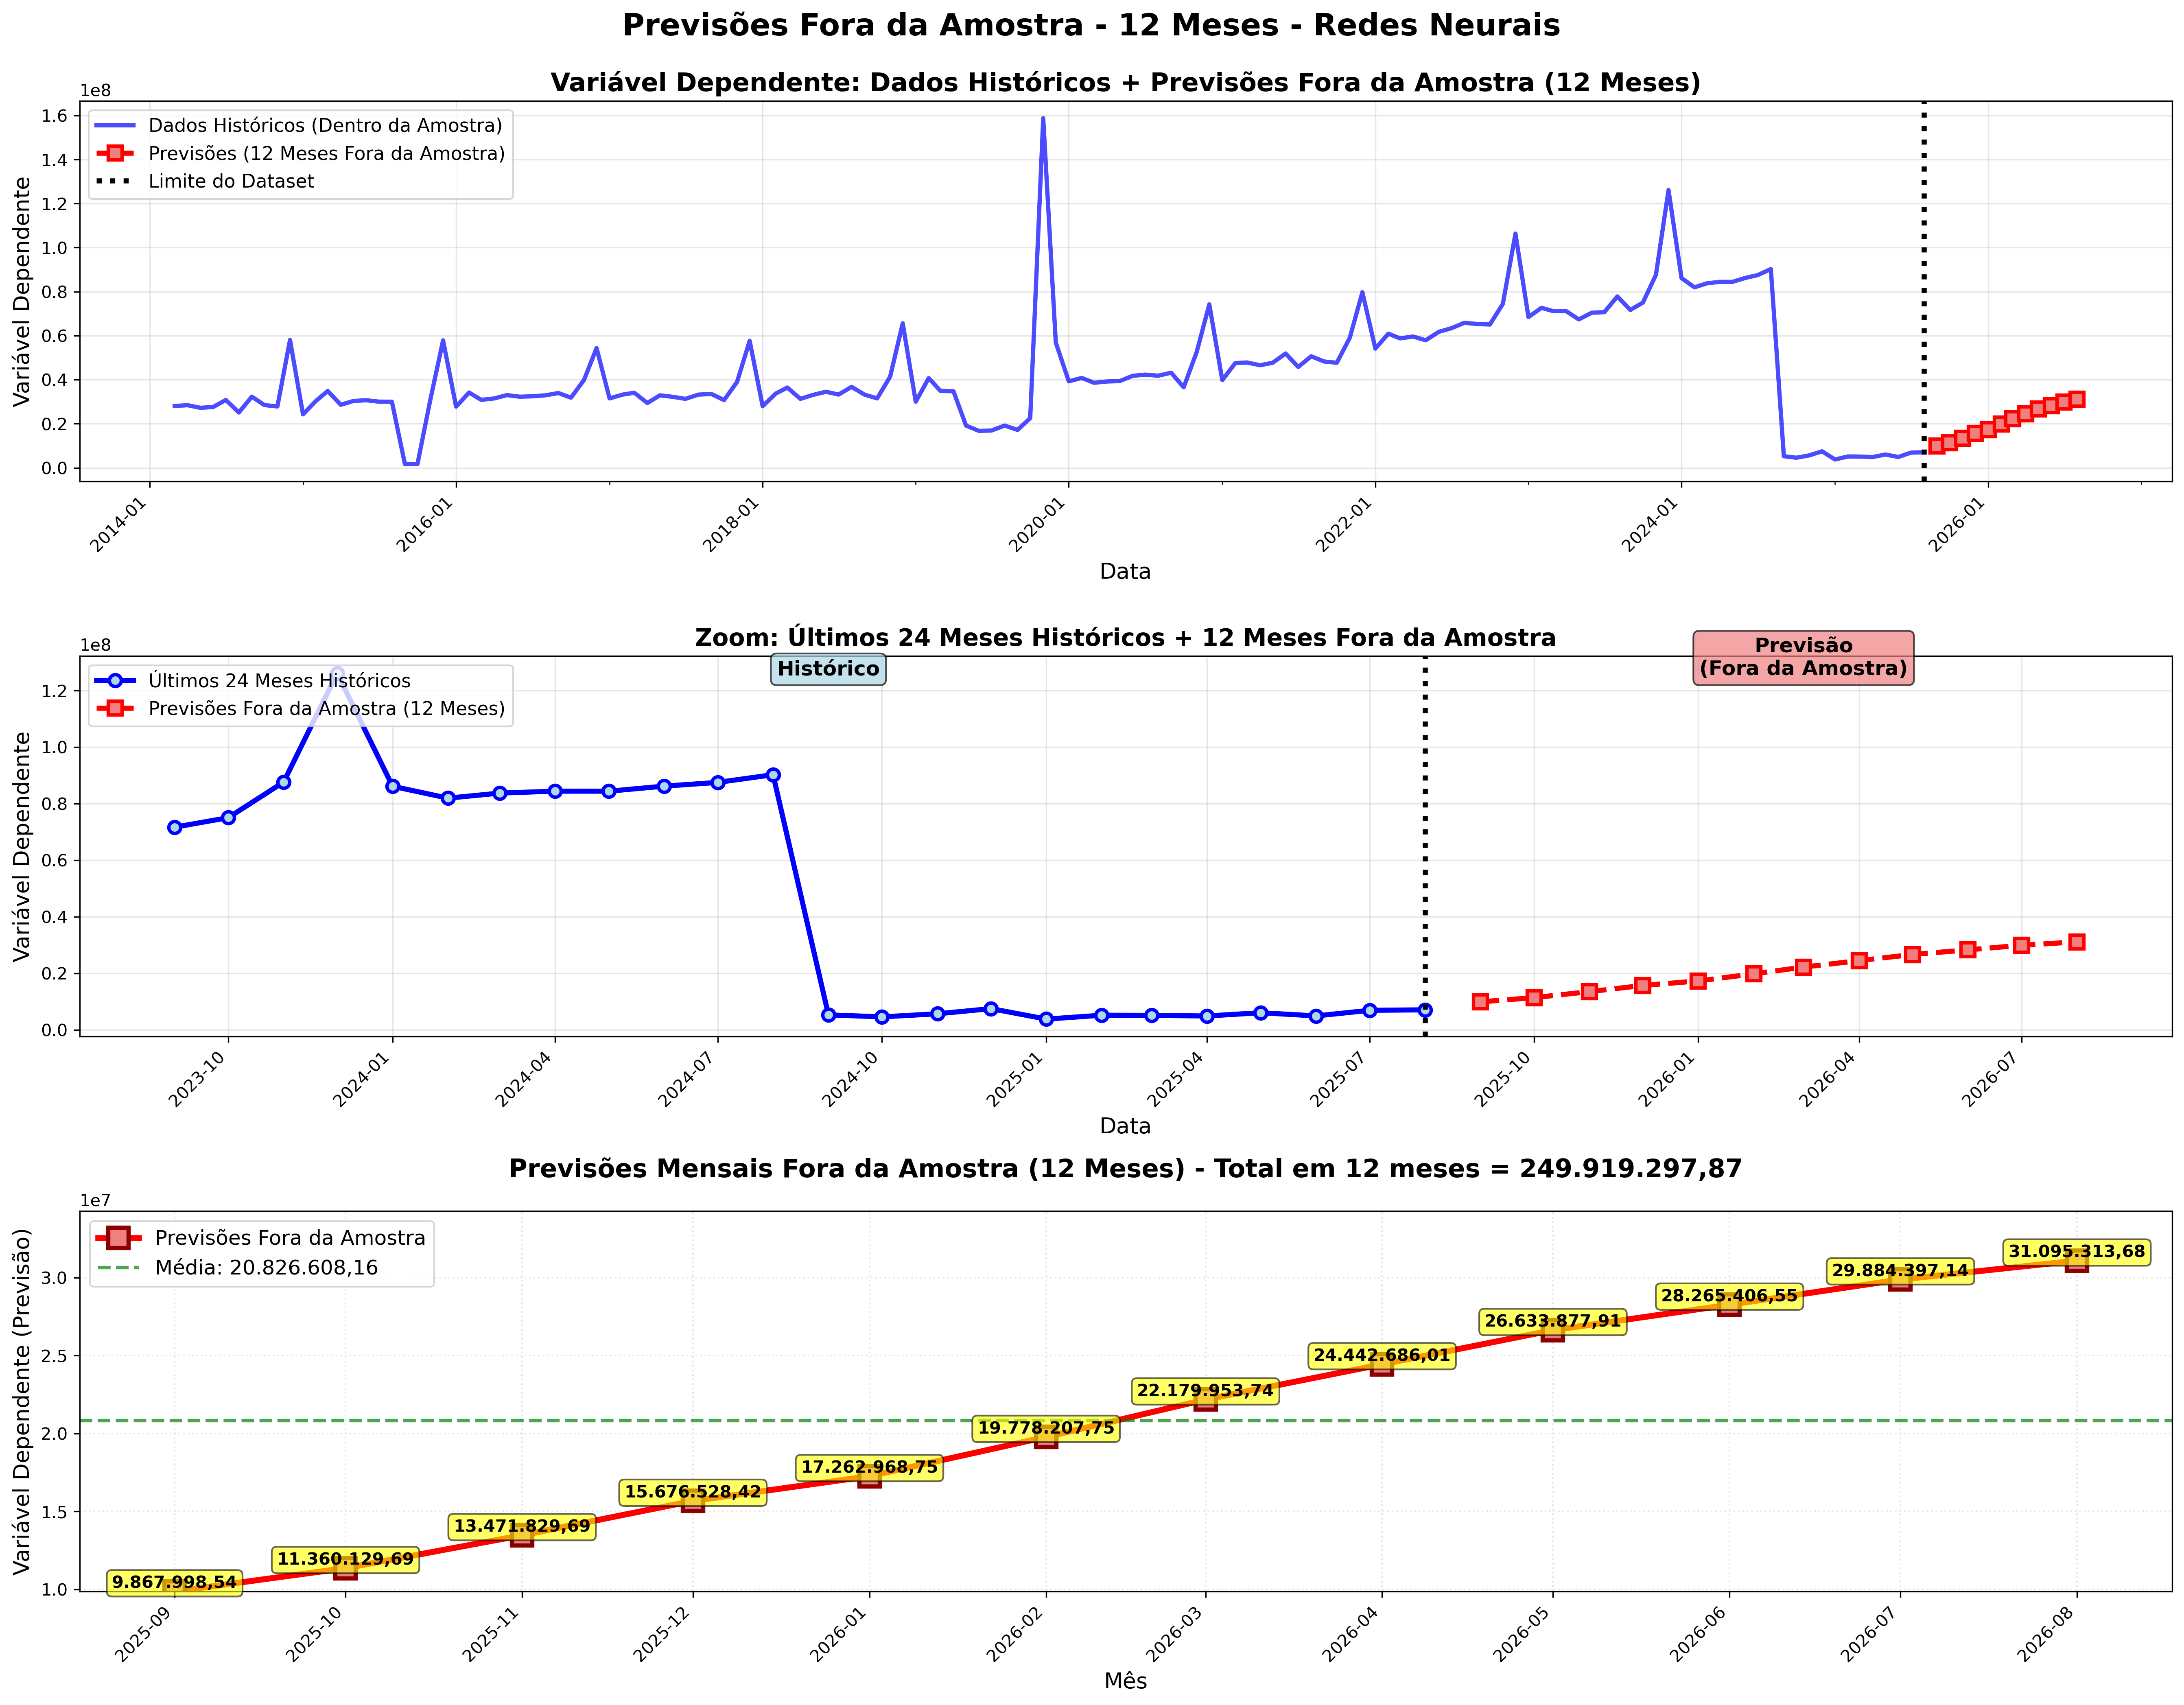 Previsões Fora da Amostra - 12 Meses - Redes Neurais
Variável Dependente: Dados Históricos + Previsões Fora da Amostra (12 Meses)
1e8
Dados Históricos (Dentro da Amostra)
Previsões (12 Meses Fora da Amostra)
Limite do Dataset
Variável Dependente
1.6
1.4
1.2
1.0
0.8
0.6
0.4
0.2
0.0
2014-01
2016-01
2018-01
2020-01
2022-01
2024-01
2026-01
Data
Zoom: Últimos 24 Meses Históricos + 12 Meses Fora da Amostra
1e8
Últimos 24 Meses Históricos
Previsões Fora da Amostra (12 Meses)
Histórico
Previsão
(Fora da Amostra)
Variável Dependente
1.2
1.0
0.8
0.6
0.4
0.2
0.0
2023-10
2024-01
2024-04
2024-07
2024-10
2025-01
2025-04
2025-07
2025-10
2026-01
2026-04
2026-07
Data
Previsões Mensais Fora da Amostra (12 Meses) - Total em 12 meses = 249.919.297,87
1e7
Previsões Fora da Amostra
Média: 20.826.608,16
Variável Dependente (Previsão)
3.0
2.5
2.0
1.5
1.0
9.867.998,54
11.360.129,69
13.471.829,69
15.676.528,42
17.262.968,75
19.778.207,75
22.179.953,74
24.442.686,01
26.633.877,91
28.265.406,55
29.884.397,14
31.095.313,68
2025-09
2025-10
2025-11
2025-12
2026-01
2026-02
2026-03
2026-04
2026-05
2026-06
2026-07
2026-08
Mês